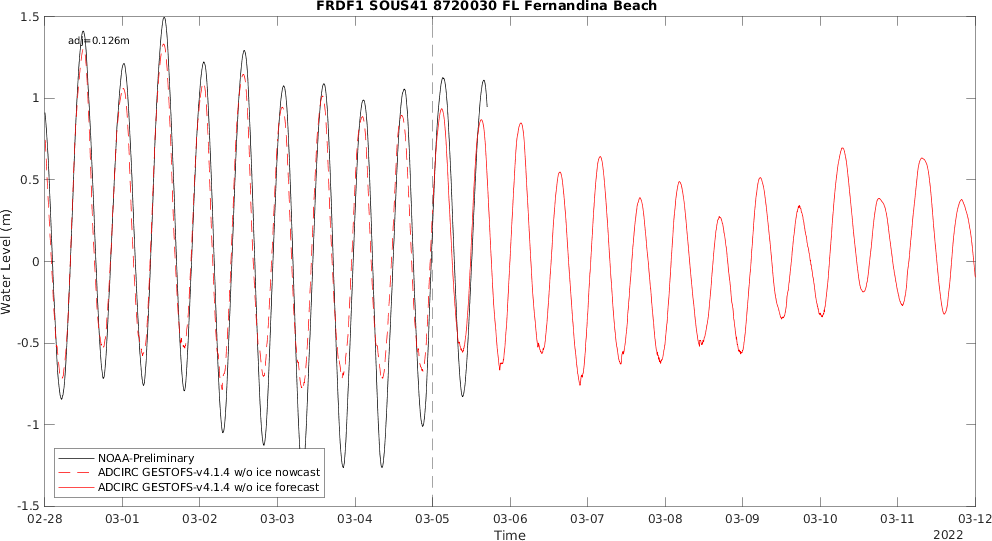 FRDF1 SOUS41 8720030 FL Fernandina Beach
adj=0.126m
1.5
1
0.5
0
-0.5
-1
-1.5
Water Level (m)
NOAA-Preliminary
ADCIRC GESTOFS-v4.1.4 w/o ice nowcast
ADCIRC GESTOFS-v4.1.4 w/o ice forecast
02-28 03-01 03-02 03-03 03-04 03-05 03-06 03-07 03-08 03-09 03-10 03-11 03-12
Time
2022